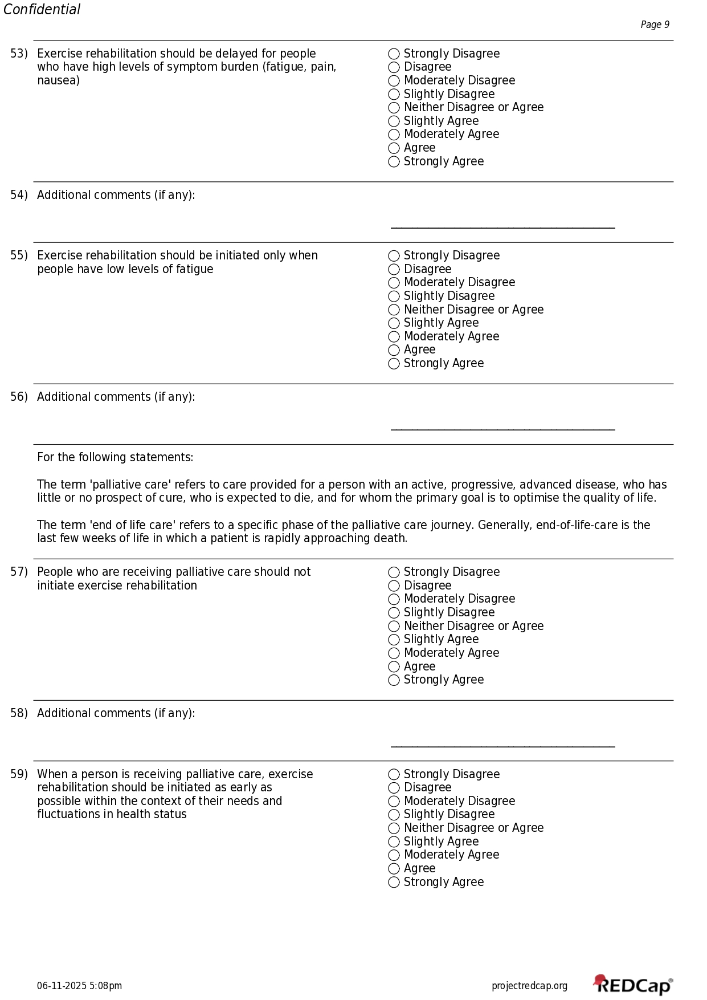 Confidential
Page 9
53) Exercise rehabilitation should be delayed for people
who have high levels of symptom burden (fatigue, pain,
nausea)
Strongly Disagree
Disagree
Moderately Disagree
Slightly Disagree
Neither Disagree or Agree
Slightly Agree
Moderately Agree
Agree
Strongly Agree
54) Additional comments (if any):
55) Exercise rehabilitation should be initiated only when
people have low levels of fatigue
Strongly Disagree
Disagree
Moderately Disagree
Slightly Disagree
Neither Disagree or Agree
Slightly Agree
Moderately Agree
Agree
Strongly Agree
56) Additional comments (if any):
For the following statements:
The term 'palliative care' refers to care provided for a person with an active, progressive, advanced disease, who has
little or no prospect of cure, who is expected to die, and for whom the primary goal is to optimise the quality of life.
The term 'end of life care' refers to a specific phase of the palliative care journey. Generally, end-of-life-care is the
last few weeks of life in which a patient is rapidly approaching death.
57) People who are receiving palliative care should not
initiate exercise rehabilitation
Strongly Disagree
Disagree
Moderately Disagree
Slightly Disagree
Neither Disagree or Agree
Slightly Agree
Moderately Agree
Agree
Strongly Agree
58) Additional comments (if any):
59) When a person is receiving palliative care, exercise
rehabilitation should be initiated as early as
possible within the context of their needs and
fluctuations in health status
Strongly Disagree
Disagree
Moderately Disagree
Slightly Disagree
Neither Disagree or Agree
Slightly Agree
Moderately Agree
Agree
Strongly Agree
06-11-2025 5:08pm
projectredcap.org
REDCap®